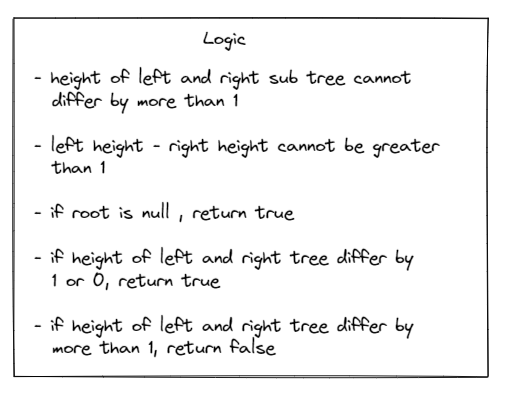 Logic
- height of left and right sub tree cannot
differ by more than 1
- left height - right height cannot be greater
than 1
- if root is null , return true
- if height of left and right tree differ by
1 or 0, return true
- if height of left and right tree differ by
more than 1, return false